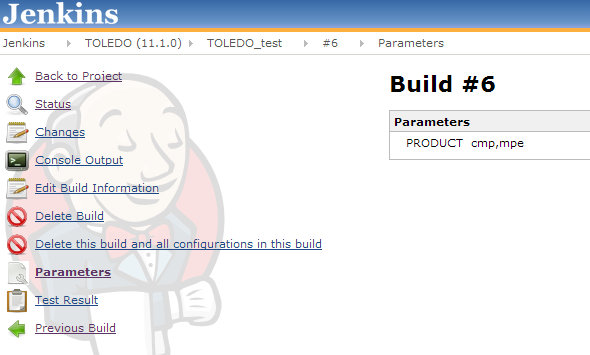 Jenkins
Jenkins TOLEDO (11.1.0) TOLEDO_test #6 Parameters
Back to Project
Status
Changes
Console Output
Edit Build Information
Delete Build
Delete this build and all configurations in this build
Parameters
Test Result
Previous Build
Build #6
Parameters
PRODUCT cmp,mpe